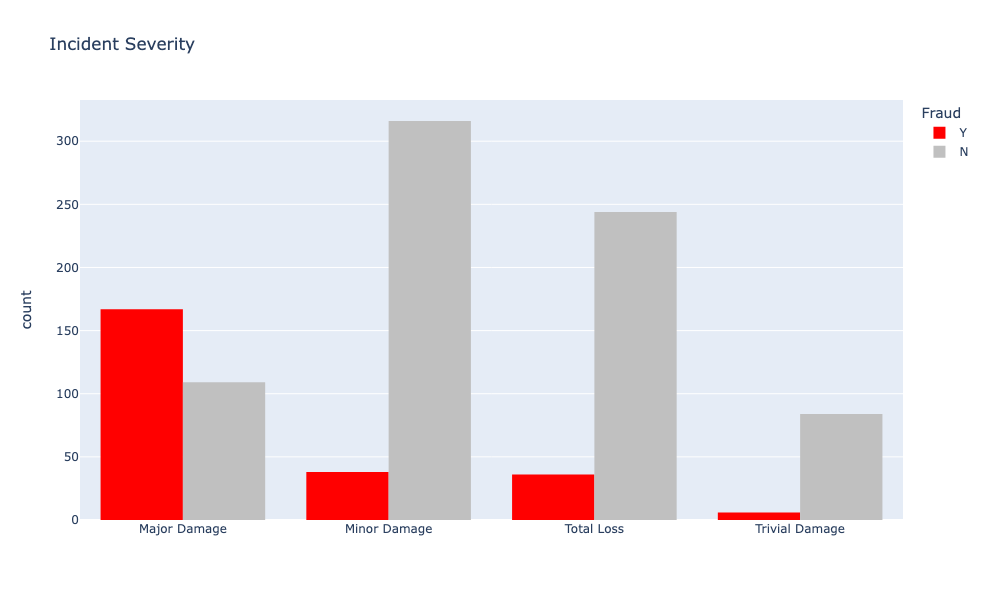 Incident Severity
Fraud
Y
N
300
250
200
150
100
50
0
count
Major Damage
Minor Damage
Total Loss
Trivial Damage